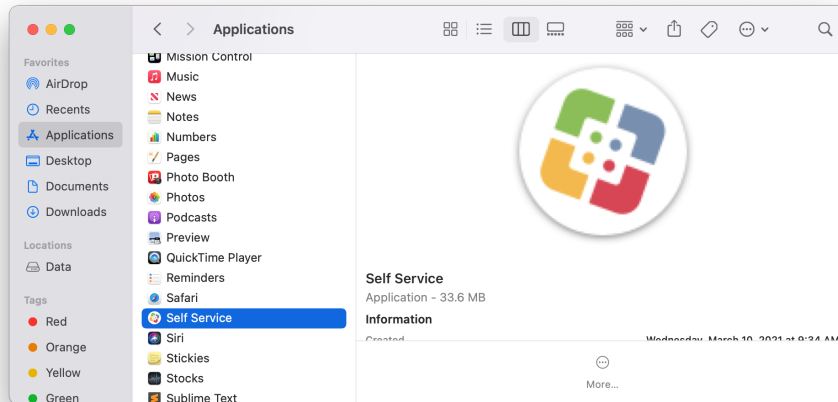 Applications
Favorites
AirDrop
Recents
Applications
Desktop
Documents
Downloads
Locations
Data
Tags
Red
Orange
Yellow
Green
Mission Control
Music
News
Notes
Numbers
Pages
Photo Booth
Photos
Podcasts
Preview
QuickTime Player
Reminders
Safari
Self Service
Siri
Stickies
Stocks
Sublime Text
Self Service
Application - 33.6 MB
Information
Created Wednesday, March 10, 2021 at 9:34 AM
More...